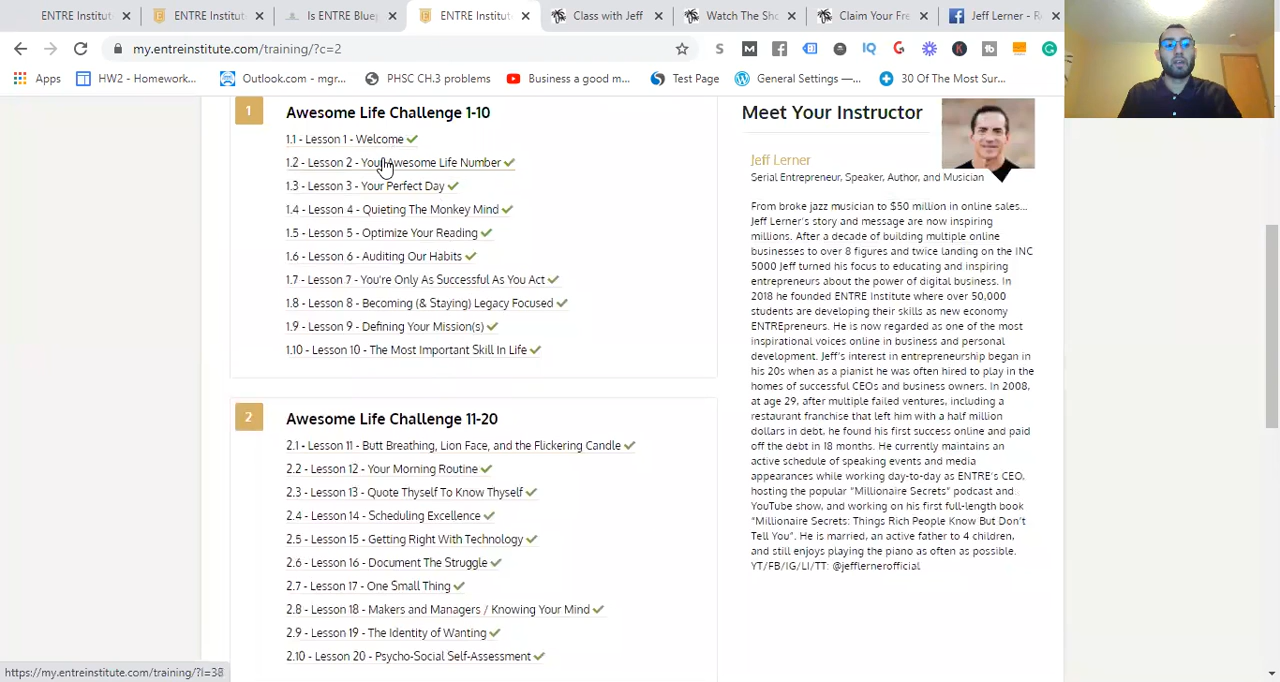 ENTRE Institut
ENTRE Institut
Is ENTRE Blue
ENTRE Institut
Class with Jeff
Watch The Sho
Claim Your Fre
Jeff Lerner - R
my.entreinstitute.com/training/?c=2
Apps
HW2 - Homework...
Outlook.com - mgr...
PHSC CH.3 problems
Business a good m...
Test Page
General Settings —...
30 Of The Most Sur...
1
Awesome Life Challenge 1-10
1.1 - Lesson 1 - Welcome
1.2 - Lesson 2 - Your Awesome Life Number
1.3 - Lesson 3 - Your Perfect Day
1.4 - Lesson 4 - Quieting The Monkey Mind
1.5 - Lesson 5 - Optimize Your Reading
1.6 - Lesson 6 - Auditing Our Habits
1.7 - Lesson 7 - You're Only As Successful As You Act
1.8 - Lesson 8 - Becoming (& Staying) Legacy Focused
1.9 - Lesson 9 - Defining Your Mission(s)
1.10 - Lesson 10 - The Most Important Skill In Life
2
Awesome Life Challenge 11-20
2.1 - Lesson 11 - Butt Breathing, Lion Face, and the Flickering Candle
2.2 - Lesson 12 - Your Morning Routine
2.3 - Lesson 13 - Quote Thyself To Know Thyself
2.4 - Lesson 14 - Scheduling Excellence
2.5 - Lesson 15 - Getting Right With Technology
2.6 - Lesson 16 - Document The Struggle
2.7 - Lesson 17 - One Small Thing
2.8 - Lesson 18 - Makers and Managers / Knowing Your Mind
2.9 - Lesson 19 - The Identity of Wanting
2.10 - Lesson 20 - Psycho-Social Self-Assessment
Meet Your Instructor
Jeff Lerner
Serial Entrepreneur, Speaker, Author, and Musician
From broke jazz musician to $50 million in online sales...
Jeff Lerner's story and message are now inspiring
millions. After a decade of building multiple online
businesses to over 8 figures and twice landing on the INC
5000 Jeff turned his focus to educating and inspiring
entrepreneurs about the power of digital business. In
2018 he founded ENTRE Institute where over 50,000
students are developing their skills as new economy
ENTREpreneurs. He is now regarded as one of the most
inspirational voices online in business and personal
development. Jeff's interest in entrepreneurship began in
his 20s when as a pianist he was often hired to play in the
homes of successful CEOs and business owners. In 2008,
at age 29, after multiple failed ventures, including a
restaurant franchise that left him with a half million
dollars in debt, he found his first success online and paid
off the debt in 18 months. He currently maintains an
active schedule of speaking events and media
appearances while working day-to-day as ENTRE's CEO,
hosting the popular "Millionaire Secrets" podcast and
YouTube show, and working on his first full-length book
"Millionaire Secrets: Things Rich People Know But Don't
Tell You". He is married, an active father to 4 children,
and still enjoys playing the piano as often as possible.
YT/FB/IG/LI/TT: @jefflernerofficial
https://my.entreinstitute.com/training/?l=38